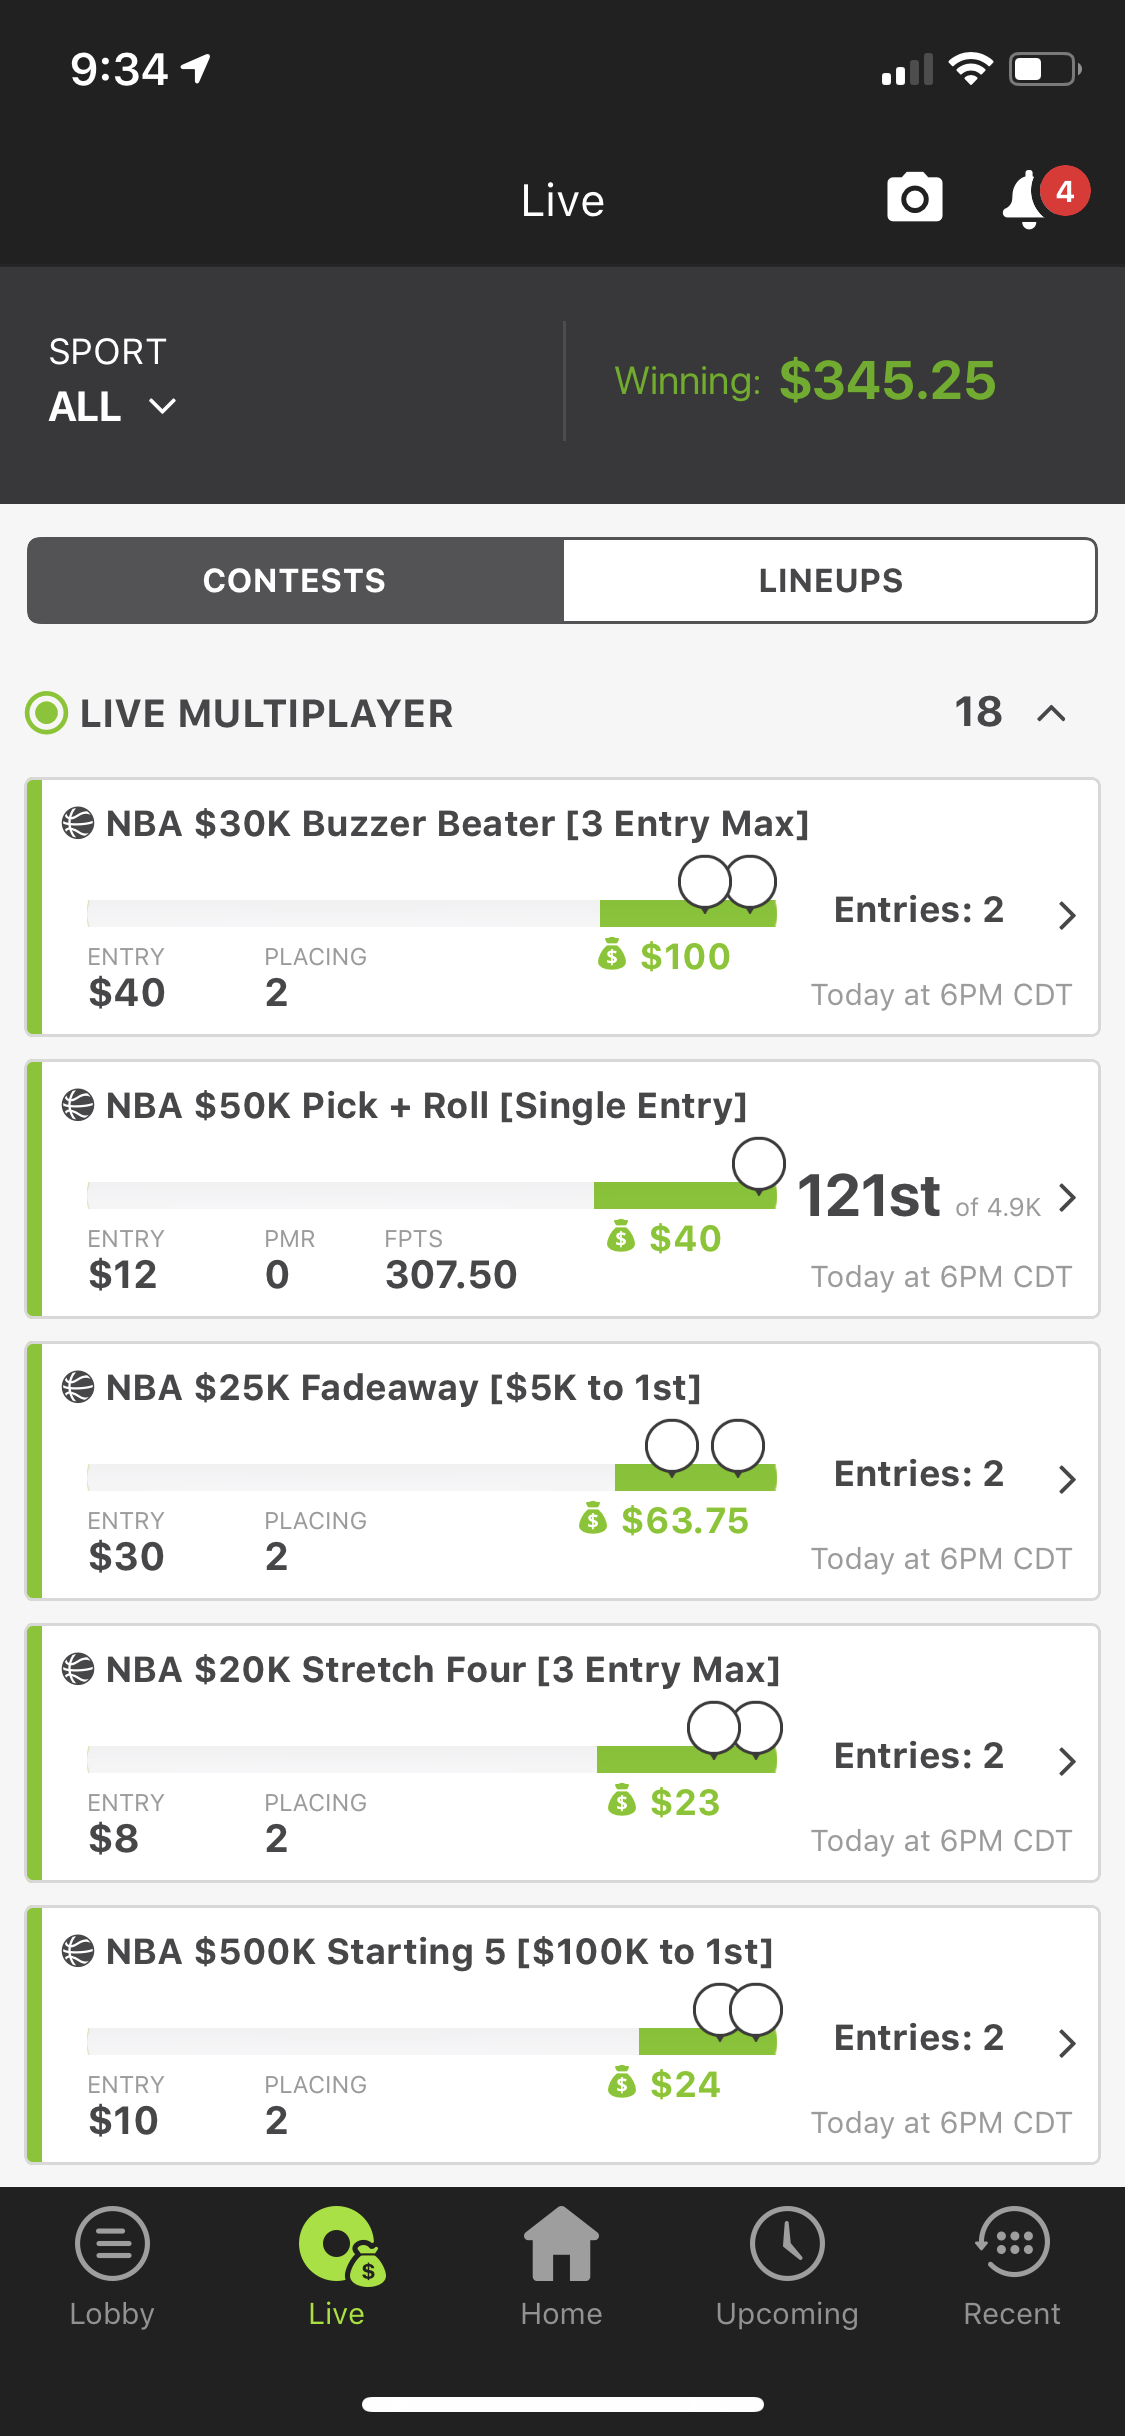 9:34
Live
4
SPORT
ALL
Winning: $345.25
CONTESTS
LINEUPS
LIVE MULTIPLAYER
18
NBA $30K Buzzer Beater [3 Entry Max]
Entries: 2
ENTRY
PLACING
$100
$40
2
Today at 6PM CDT
NBA $50K Pick + Roll [Single Entry]
121st of 4.9K
ENTRY
PMR
FPTS
$40
$12
0
307.50
Today at 6PM CDT
NBA $25K Fadeaway [$5K to 1st]
Entries: 2
ENTRY
PLACING
$63.75
$30
2
Today at 6PM CDT
NBA $20K Stretch Four [3 Entry Max]
Entries: 2
ENTRY
PLACING
$23
$8
2
Today at 6PM CDT
NBA $500K Starting 5 [$100K to 1st]
Entries: 2
ENTRY
PLACING
$24
$10
2
Today at 6PM CDT
Lobby
Live
Home
Upcoming
Recent